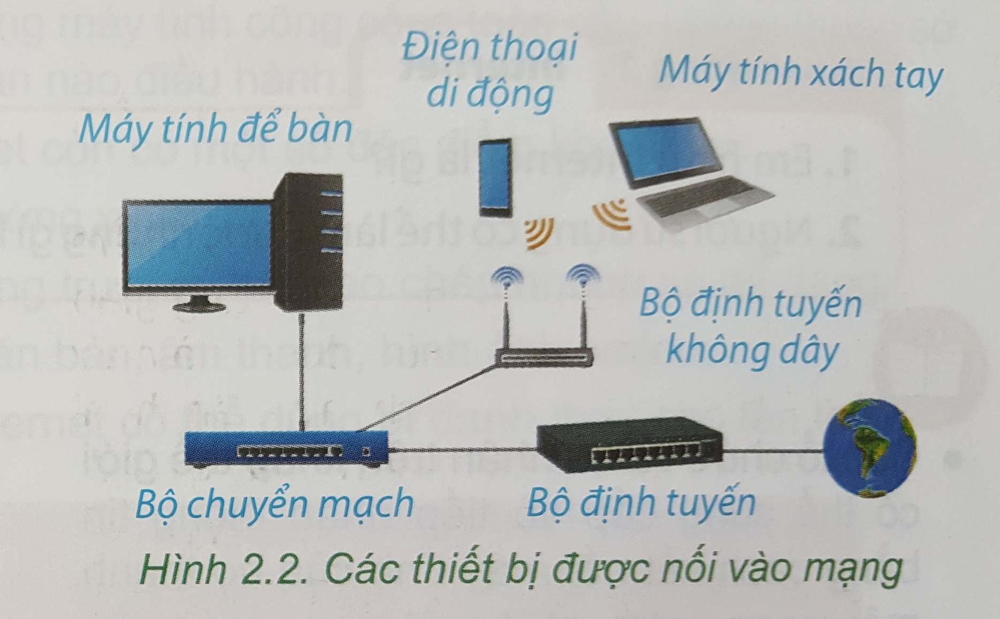 Điện thoại
di động
Máy tính xách tay
Máy tính để bàn
Bộ định tuyến
không dây
Bộ chuyển mạch
Bộ định tuyến
Hình 2.2. Các thiết bị được nối vào mạng